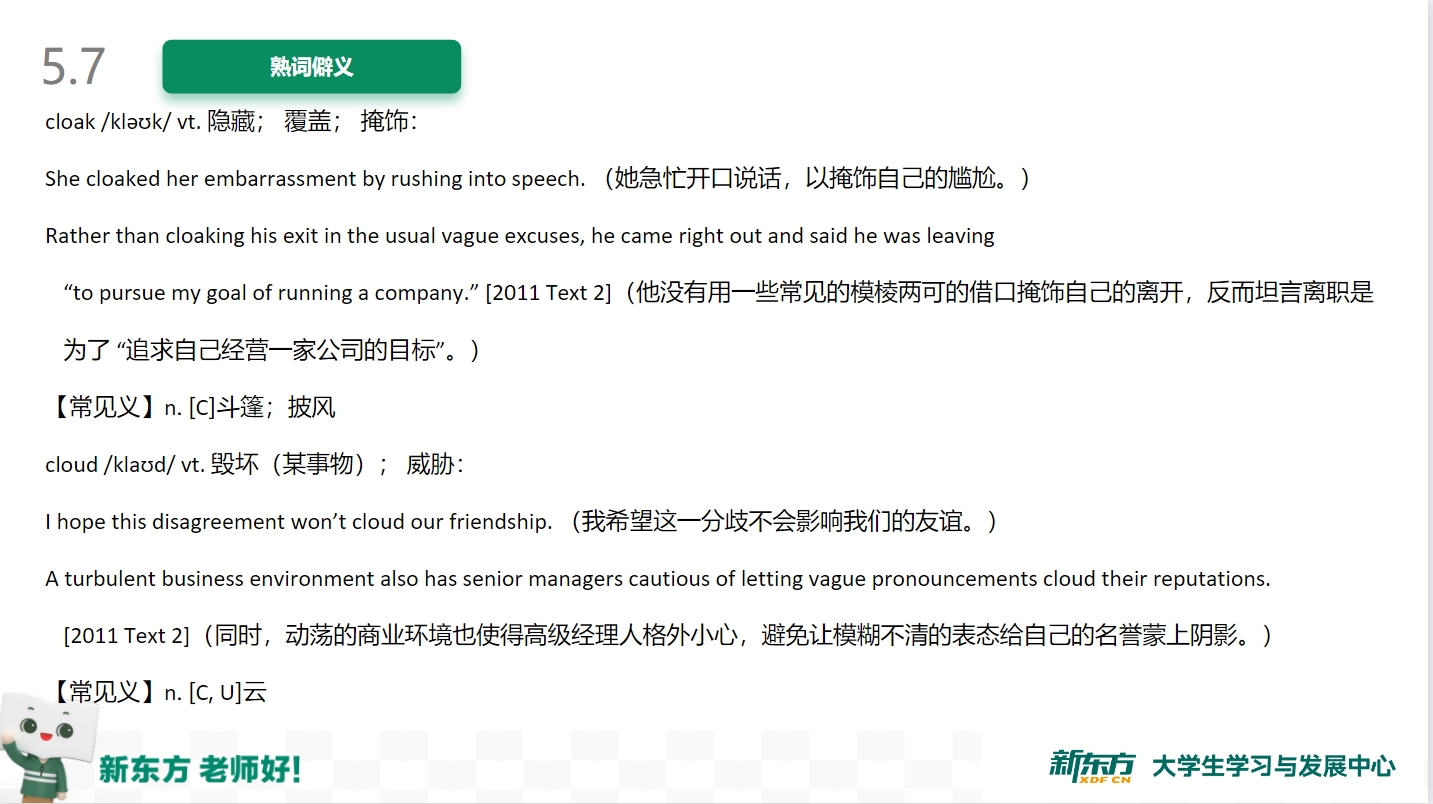 5.7
熟词僻义
cloak /kləʊk/ vt. 隐藏； 覆盖； 掩饰：
She cloaked her embarrassment by rushing into speech. （她急忙开口说话，以掩饰自己的尴尬。）
Rather than cloaking his exit in the usual vague excuses, he came right out and said he was leaving
“to pursue my goal of running a company.” [2011 Text 2]（他没有用一些常见的模棱两可的借口掩饰自己的离开，反而坦言离职是
为了 “追求自己经营一家公司的目标”。）
【常见义】n. [C]斗篷；披风
cloud /klaʊd/ vt. 毁坏（某事物）； 威胁：
I hope this disagreement won’t cloud our friendship. （我希望这一分歧不会影响我们的友谊。）
A turbulent business environment also has senior managers cautious of letting vague pronouncements cloud their reputations.
[2011 Text 2]（同时，动荡的商业环境也使得高级经理人格外小心，避免让模糊不清的表态给自己的名誉蒙上阴影。）
【常见义】n. [C, U]云
新东方 老师好!
新东方 XDF.CN 大学生学习与发展中心